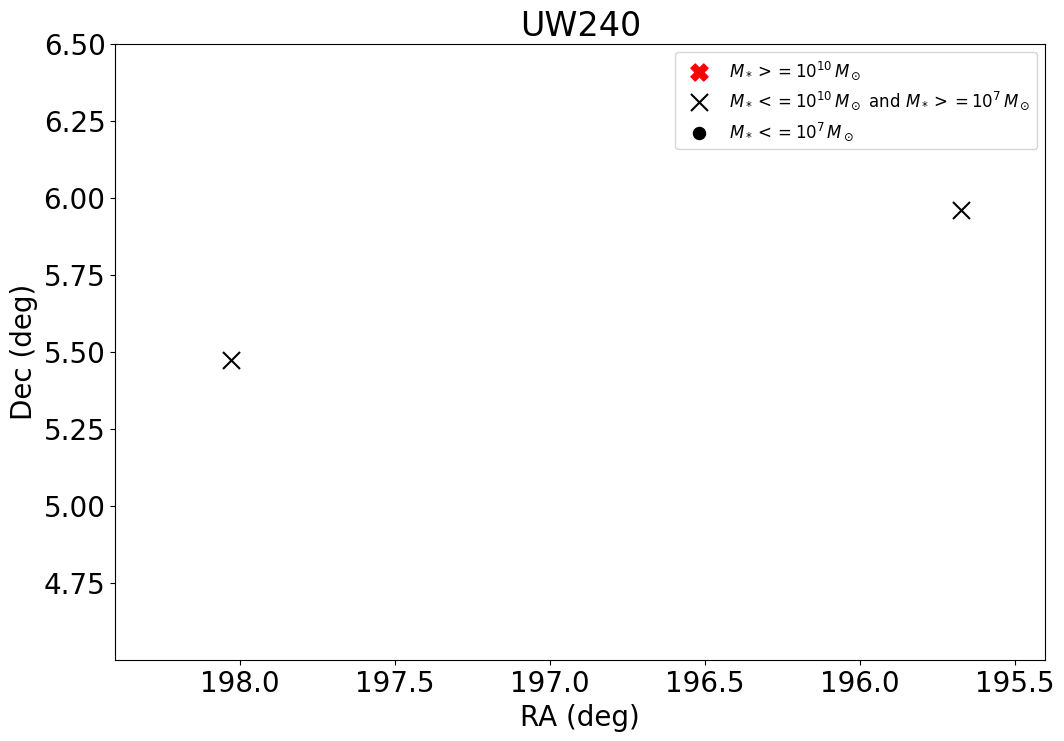 UW240
6.50
6.25
6.00
5.75
5.50
5.25
5.00
4.75
Dec (deg)
M* >= 10^10 M⊙
M* <= 10^10 M⊙ and M* >= 10^7 M⊙
M* <= 10^7 M⊙
198.0 197.5 197.0 196.5 196.0 195.5
RA (deg)